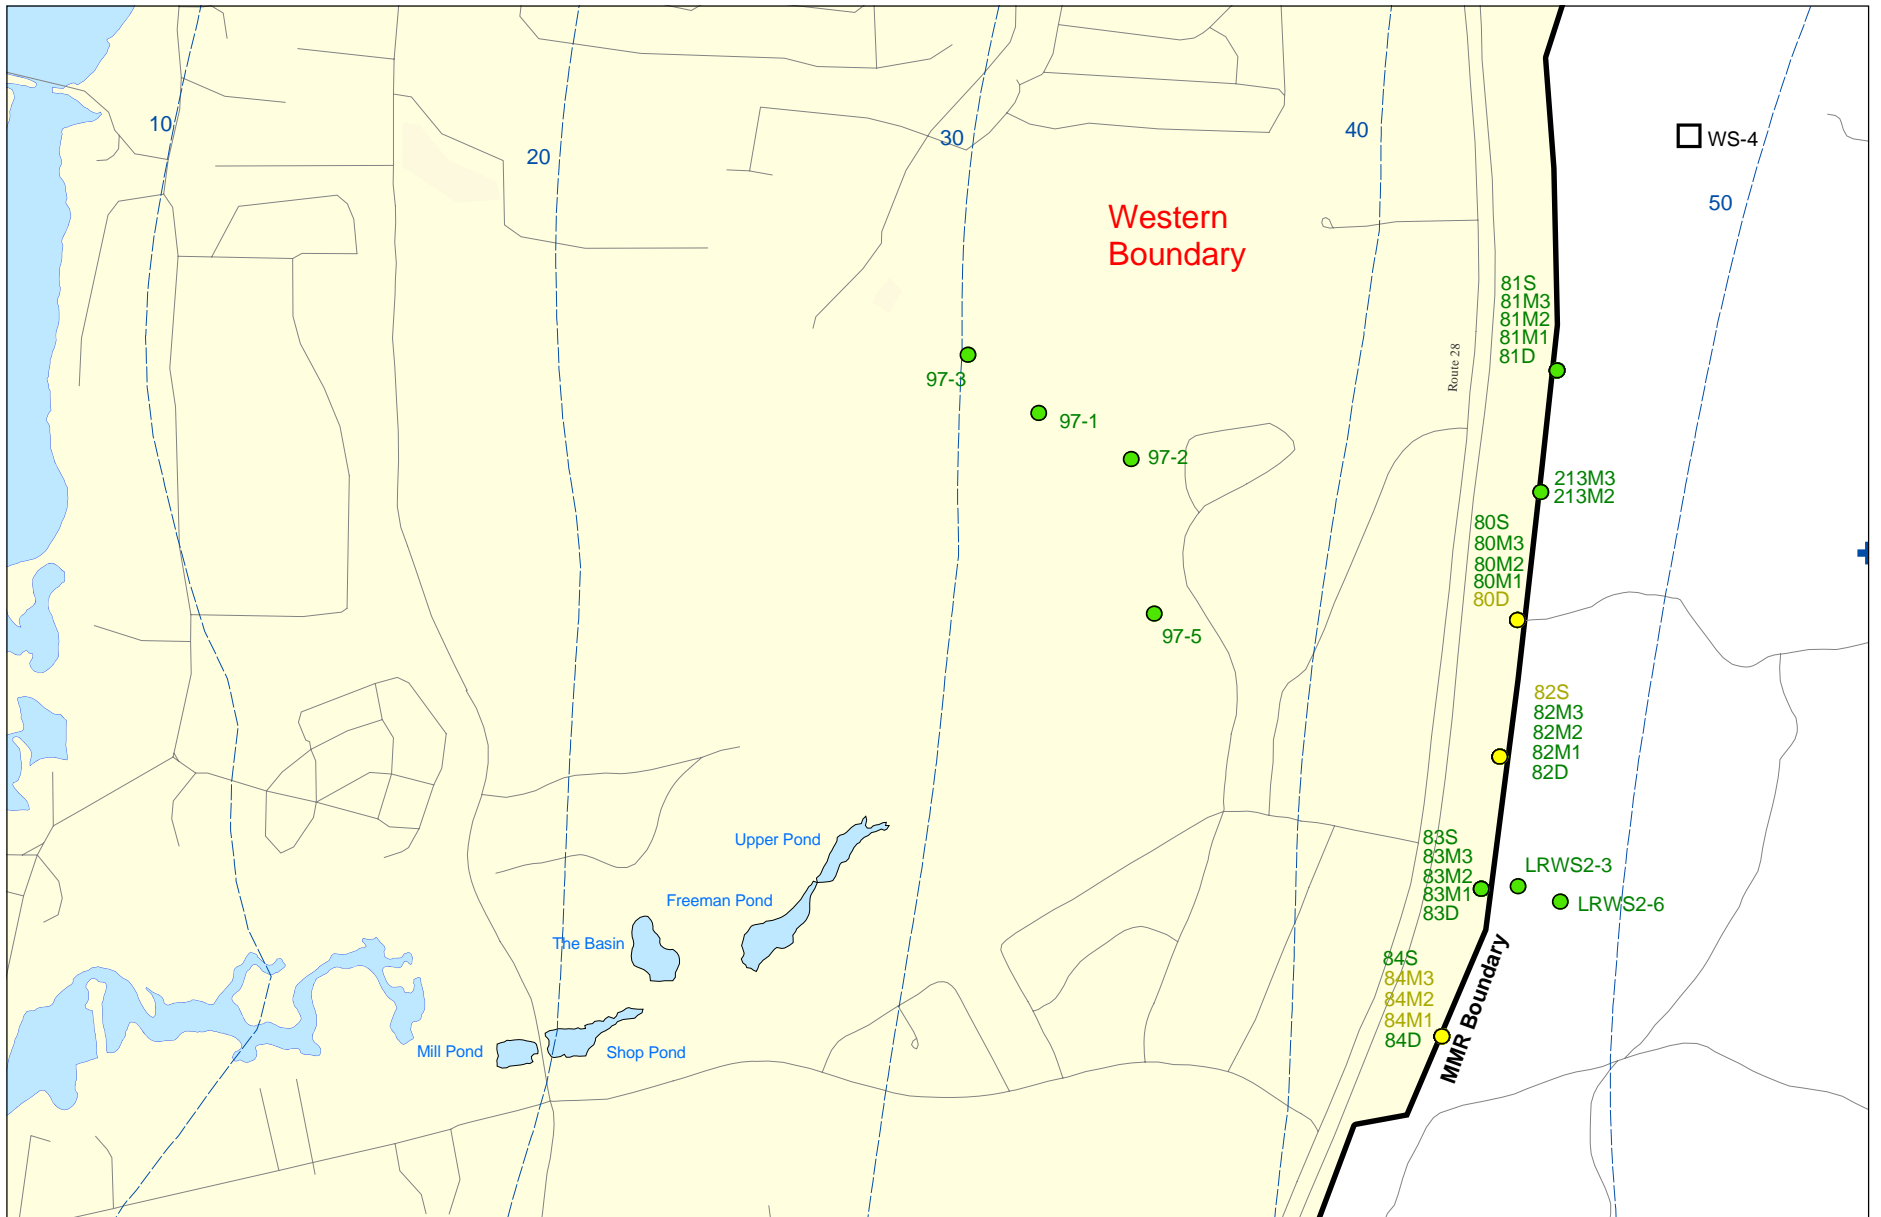 10
20
30
40
50
WS-4
Western
Boundary
81S
81M3
81M2
81M1
81D
Route 28
97-3
97-1
97-2
97-5
213M3
213M2
80S
80M3
80M2
80M1
80D
82S
82M3
82M2
82M1
82D
83S
83M3
83M2
83M1
83D
LRWS2-3
LRWS2-6
84S
84M3
84M2
84M1
84D
MMR Boundary
Upper Pond
Freeman Pond
The Basin
Mill Pond
Shop Pond